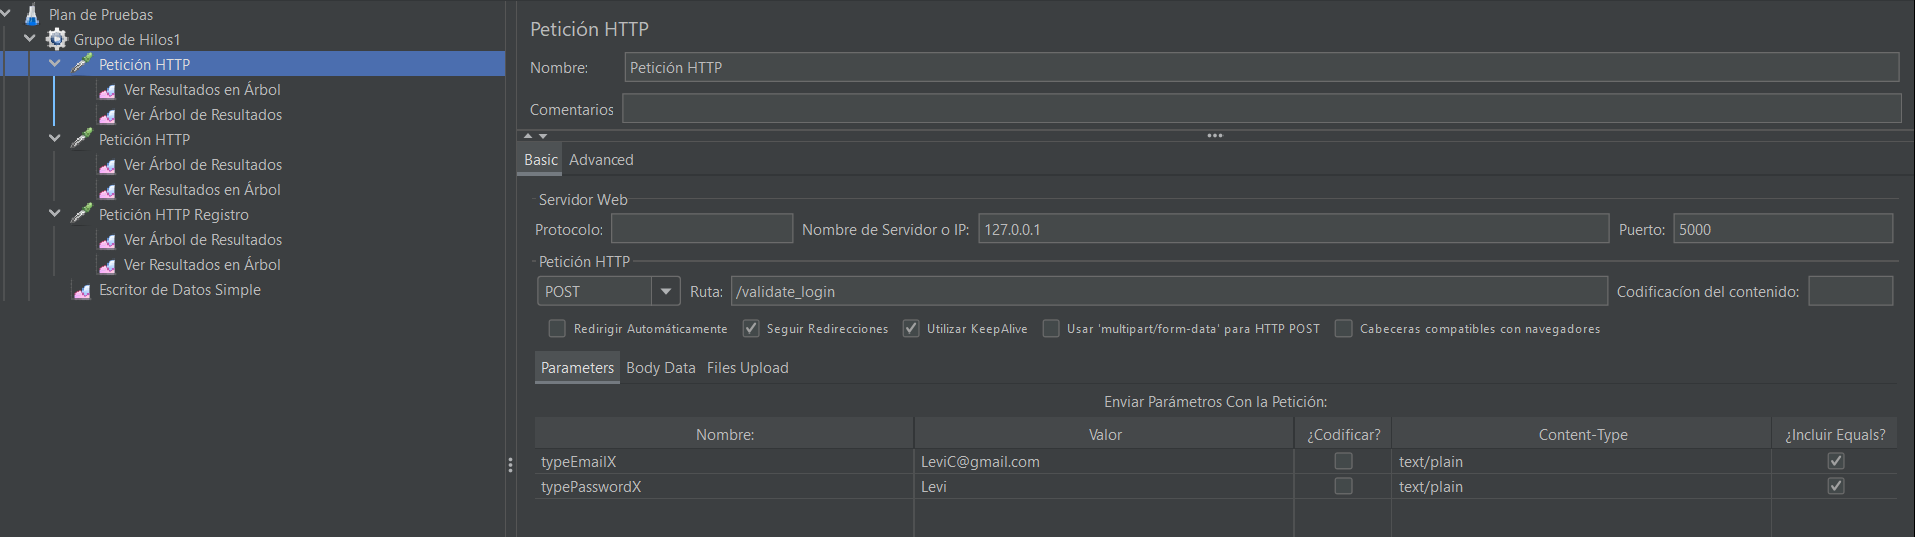 Plan de Pruebas
Grupo de Hilos1
Petición HTTP
Ver Resultados en Árbol
Ver Árbol de Resultados
Petición HTTP
Ver Árbol de Resultados
Ver Resultados en Árbol
Petición HTTP Registro
Ver Árbol de Resultados
Ver Resultados en Árbol
Escritor de Datos Simple
Petición HTTP
Nombre: Petición HTTP
Comentarios
Basic Advanced
Servidor Web
Protocolo: Nombre de Servidor o IP: 127.0.0.1 Puerto: 5000
Petición HTTP
POST Ruta: /validate_login Codificacíon del contenido:
Redirigir Automáticamente Seguir Redirecciones Utilizar KeepAlive Usar 'multipart/form-data' para HTTP POST Cabeceras compatibles con navegadores
Parameters Body Data Files Upload
Enviar Parámetros Con la Petición:
Nombre: Valor ¿Codificar? Content-Type ¿Incluir Equals?
typeEmailX LeviC@gmail.com text/plain
typePasswordX Levi text/plain